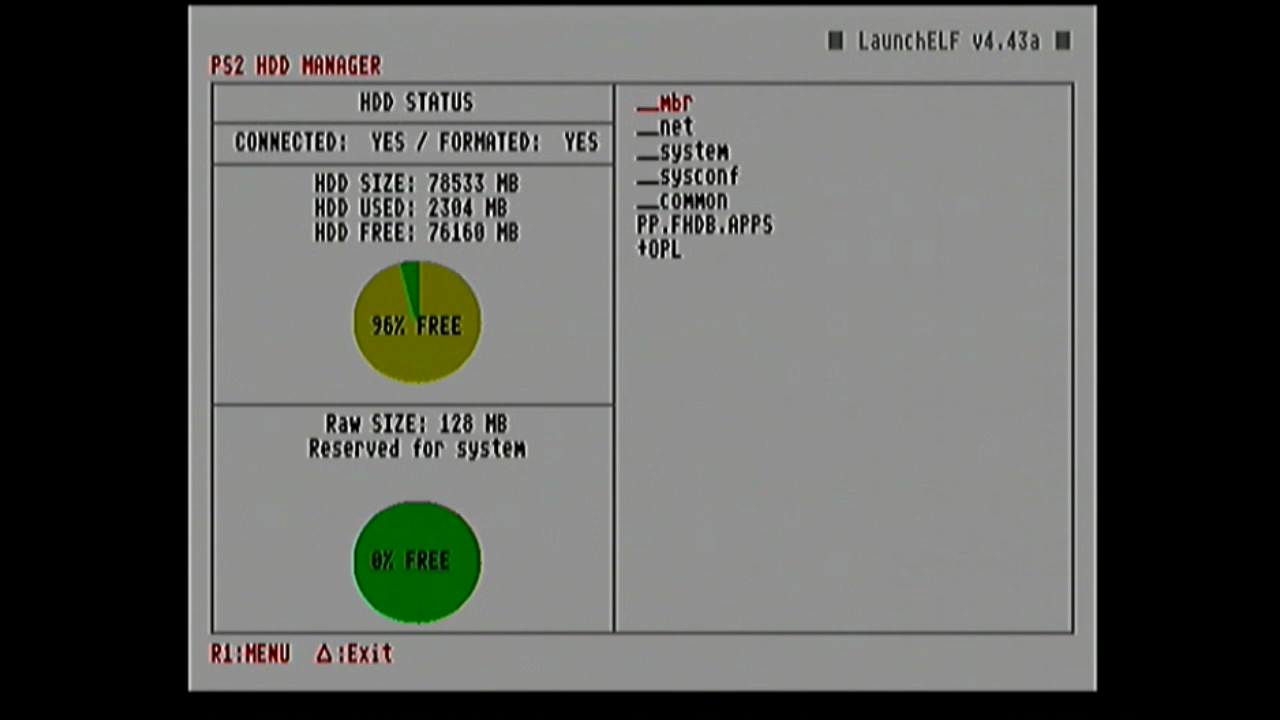 LaunchELF v4.43a
PS2 HDD MANAGER
HDD STATUS
CONNECTED: YES / FORMATED: YES
HDD SIZE: 78533 MB
HDD USED: 2304 MB
HDD FREE: 76160 MB
96% FREE
Raw SIZE: 128 MB
Reserved for system
0% FREE
__mbr
__net
__system
__sysconf
__common
PP.FHDB.APPS
+OPL
R1:MENU △:Exit